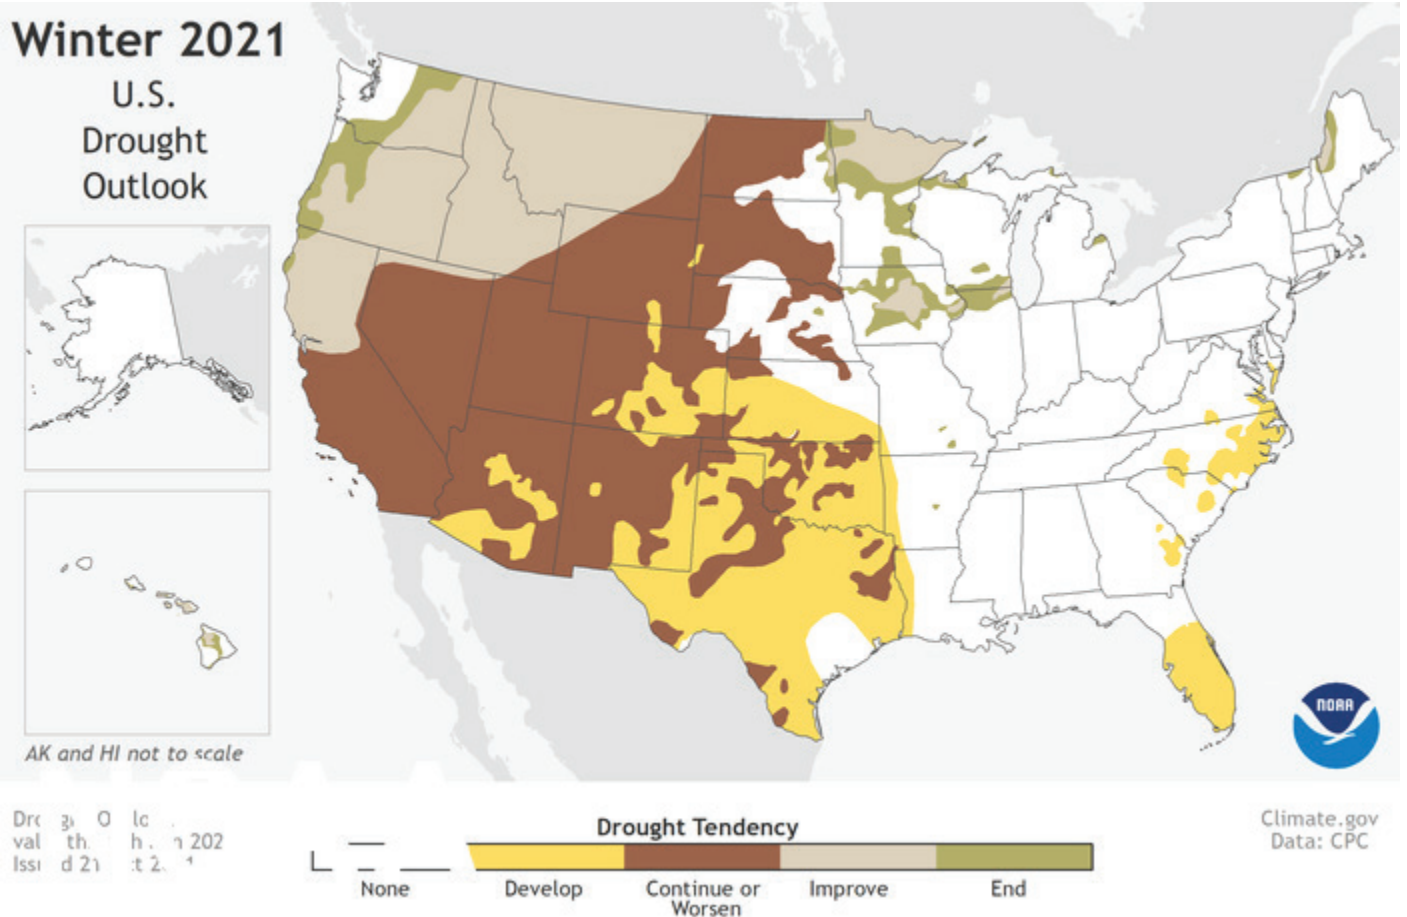 Winter 2021
U.S.
Drought
Outlook
AK and HI not to scale
NOAA
Drought Tendency
None
Develop
Continue or
Worsen
Improve
End
Climate.gov
Data: CPC